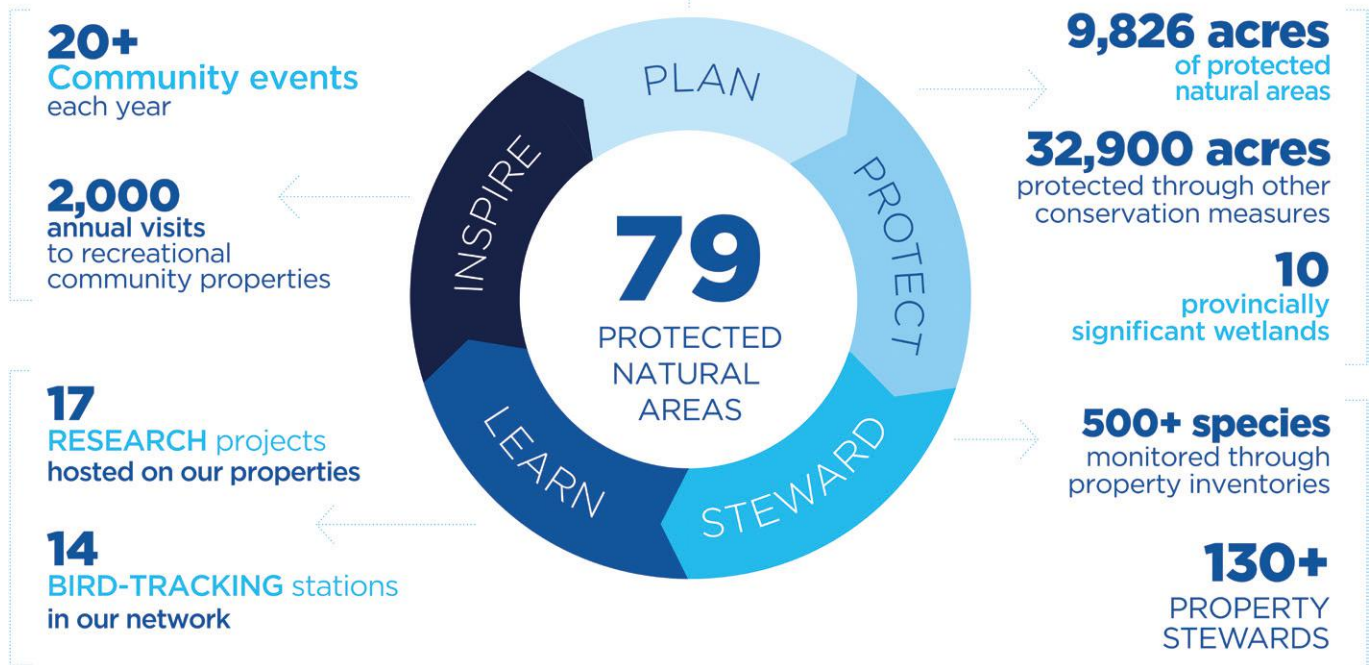 20+
Community events
each year
2,000
annual visits
to recreational
community properties
17
RESEARCH projects
hosted on our properties
14
BIRD-TRACKING stations
in our network
PLAN
PROTECT
STEWARD
LEARN
INSPIRE
79
PROTECTED
NATURAL
AREAS
9,826 acres
of protected
natural areas
32,900 acres
protected through other
conservation measures
10
provincially
significant wetlands
500+ species
monitored through
property inventories
130+
PROPERTY
STEWARDS